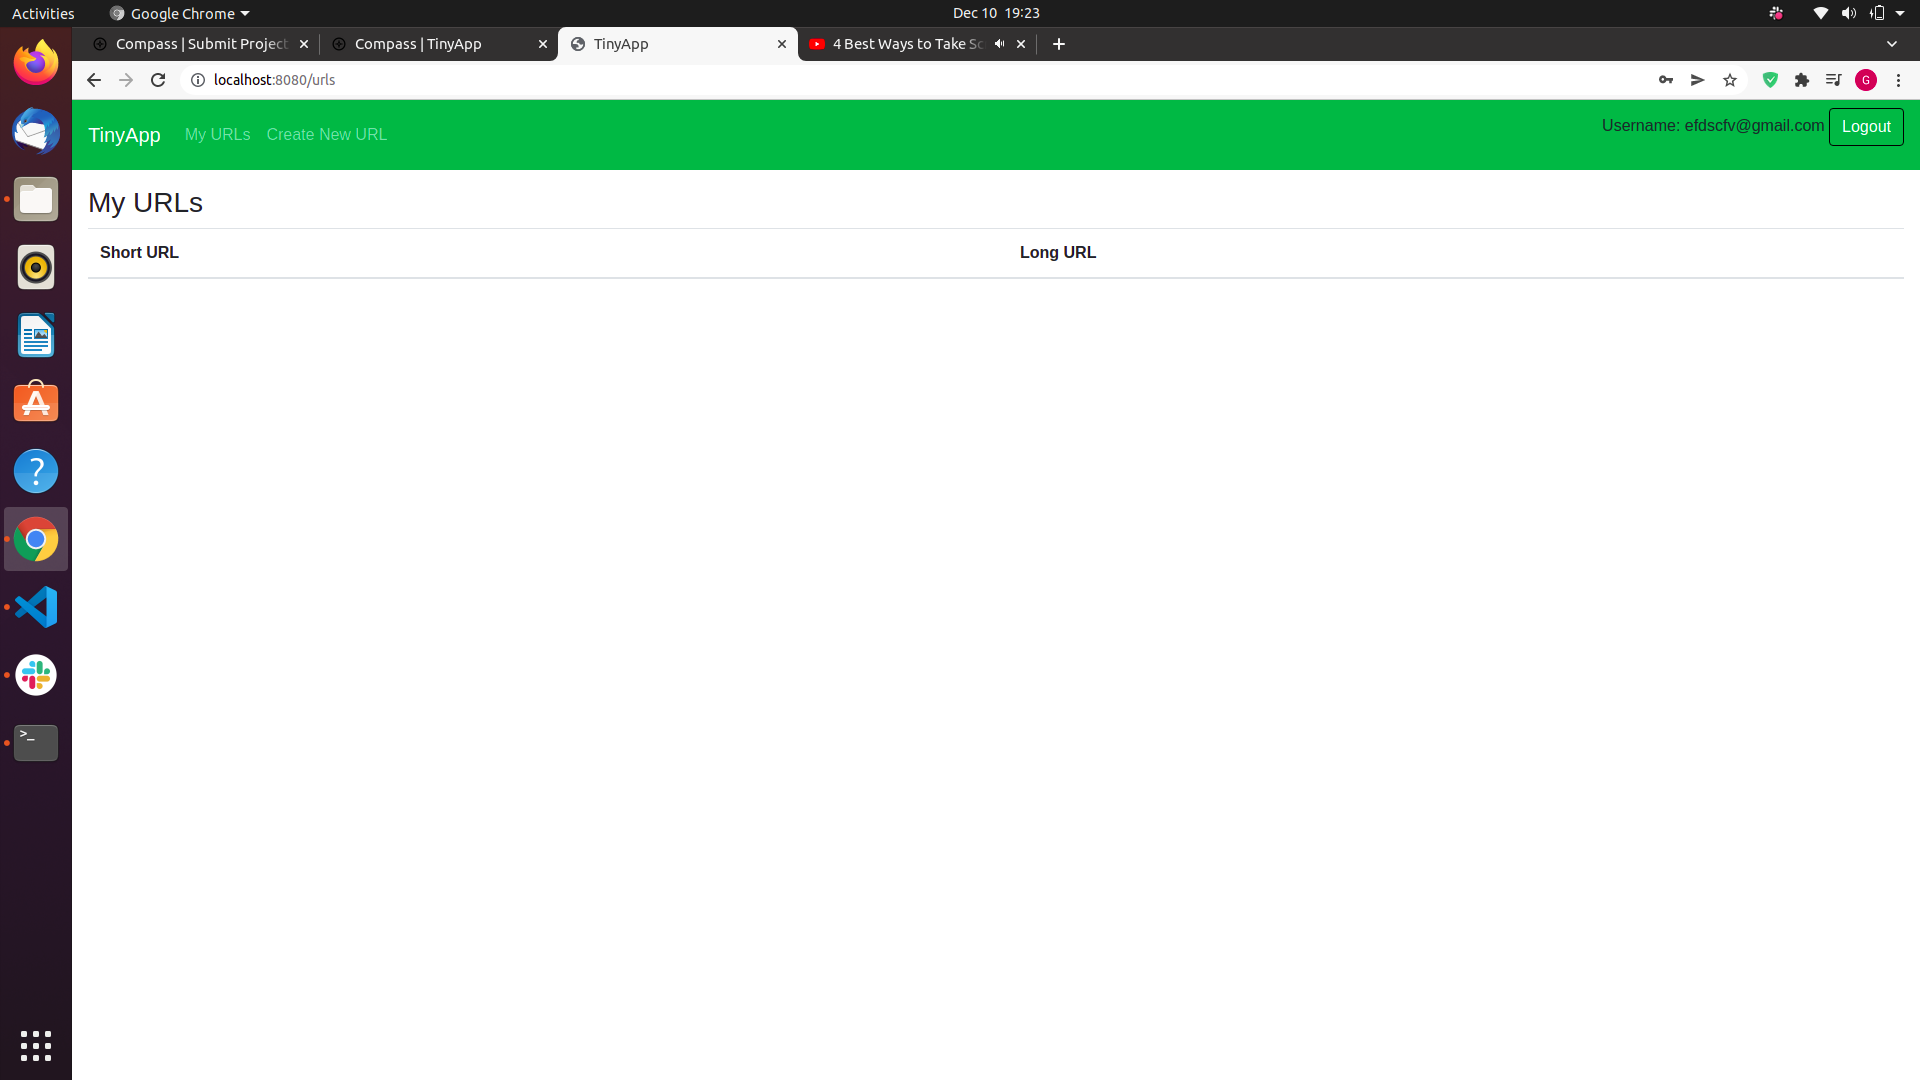 Activities
Google Chrome
Dec 10 19:23
Compass | Submit Project
Compass | TinyApp
TinyApp
4 Best Ways to Take Sc
localhost:8080/urls
G
TinyApp
My URLs
Create New URL
Username: efdscfv@gmail.com
Logout
My URLs
Short URL
Long URL
?
>_